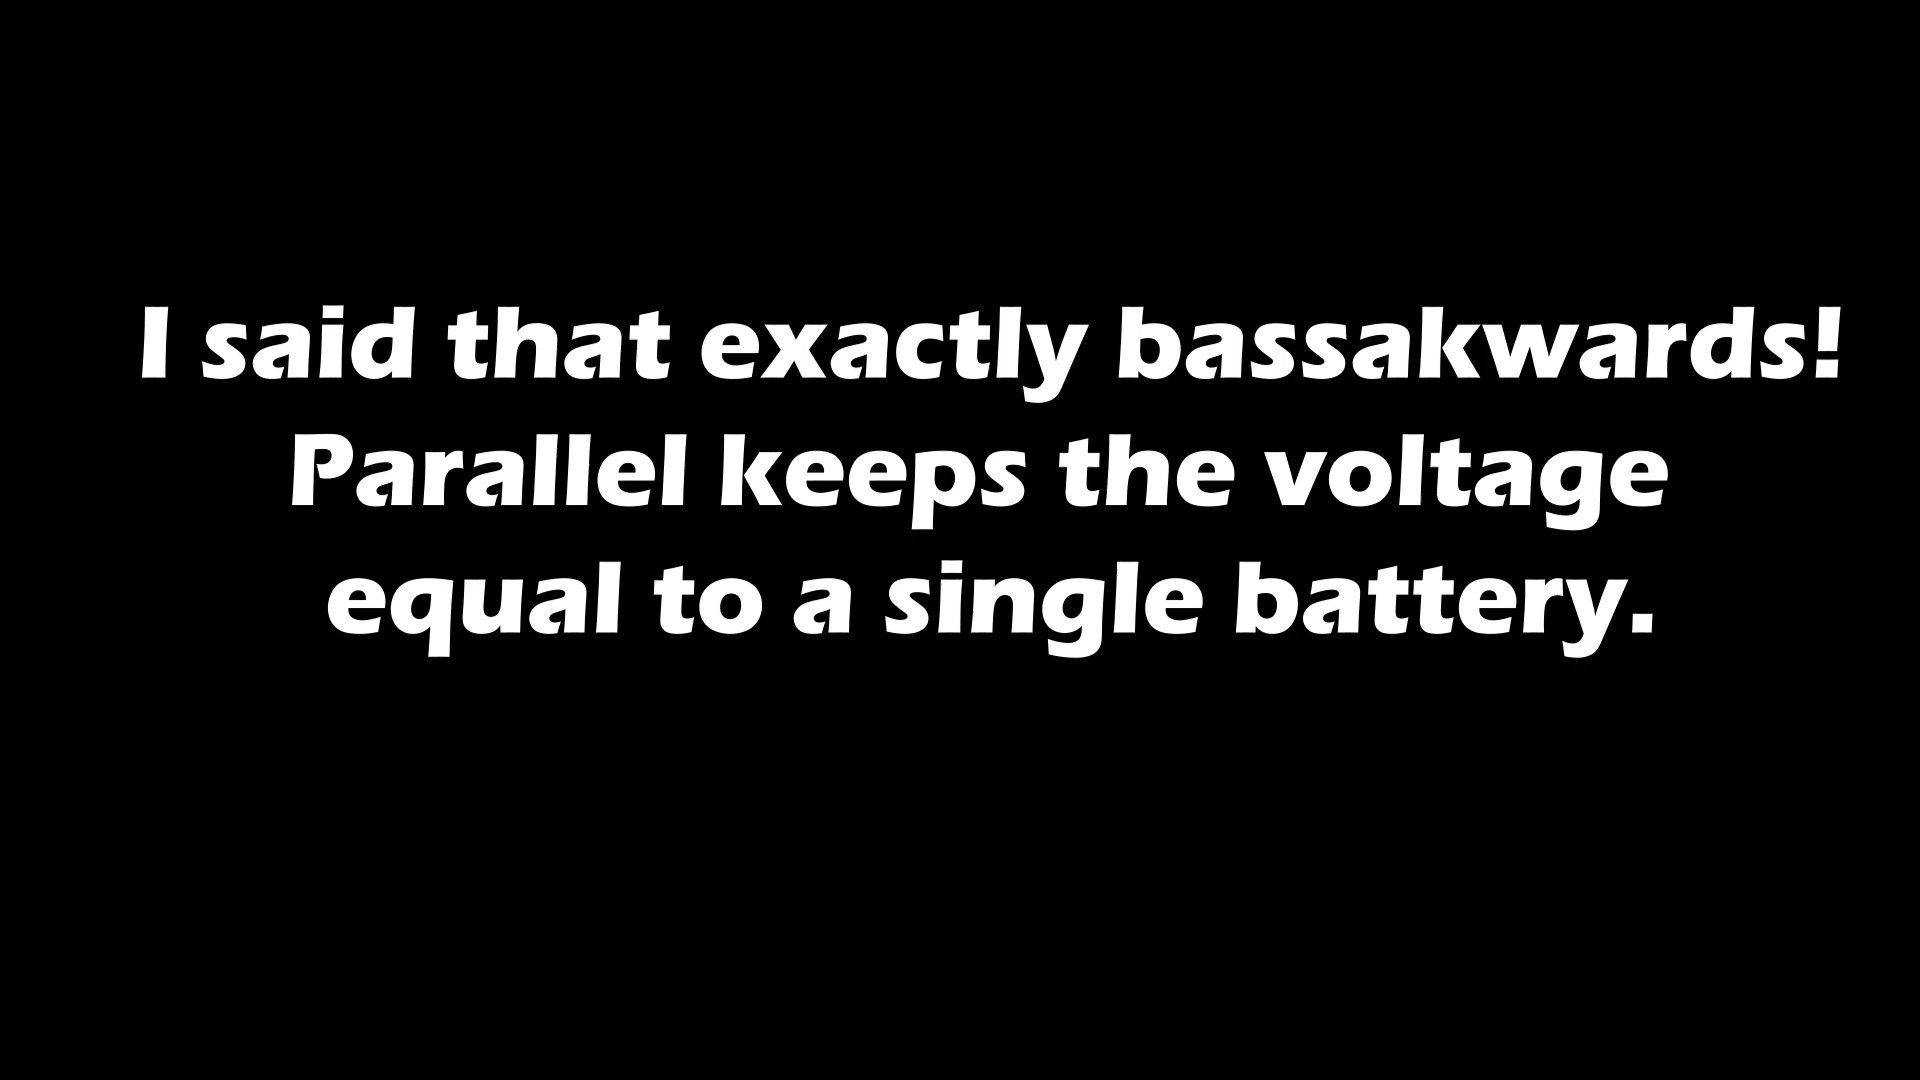 I said that exactly bassakwards!
Parallel keeps the voltage
equal to a single battery.